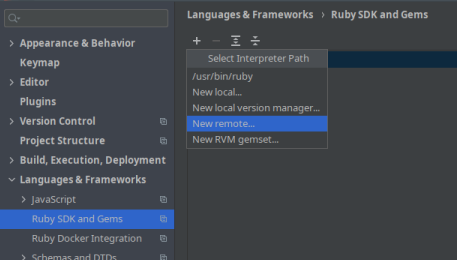 Languages & Frameworks › Ruby SDK and Gems
Appearance & Behavior
Keymap
Editor
Plugins
Version Control
Project Structure
Build, Execution, Deployment
Languages & Frameworks
JavaScript
Ruby SDK and Gems
Ruby Docker Integration
Schemas and DTDs
Select Interpreter Path
/usr/bin/ruby
New local...
New local version manager...
New remote...
New RVM gemset...